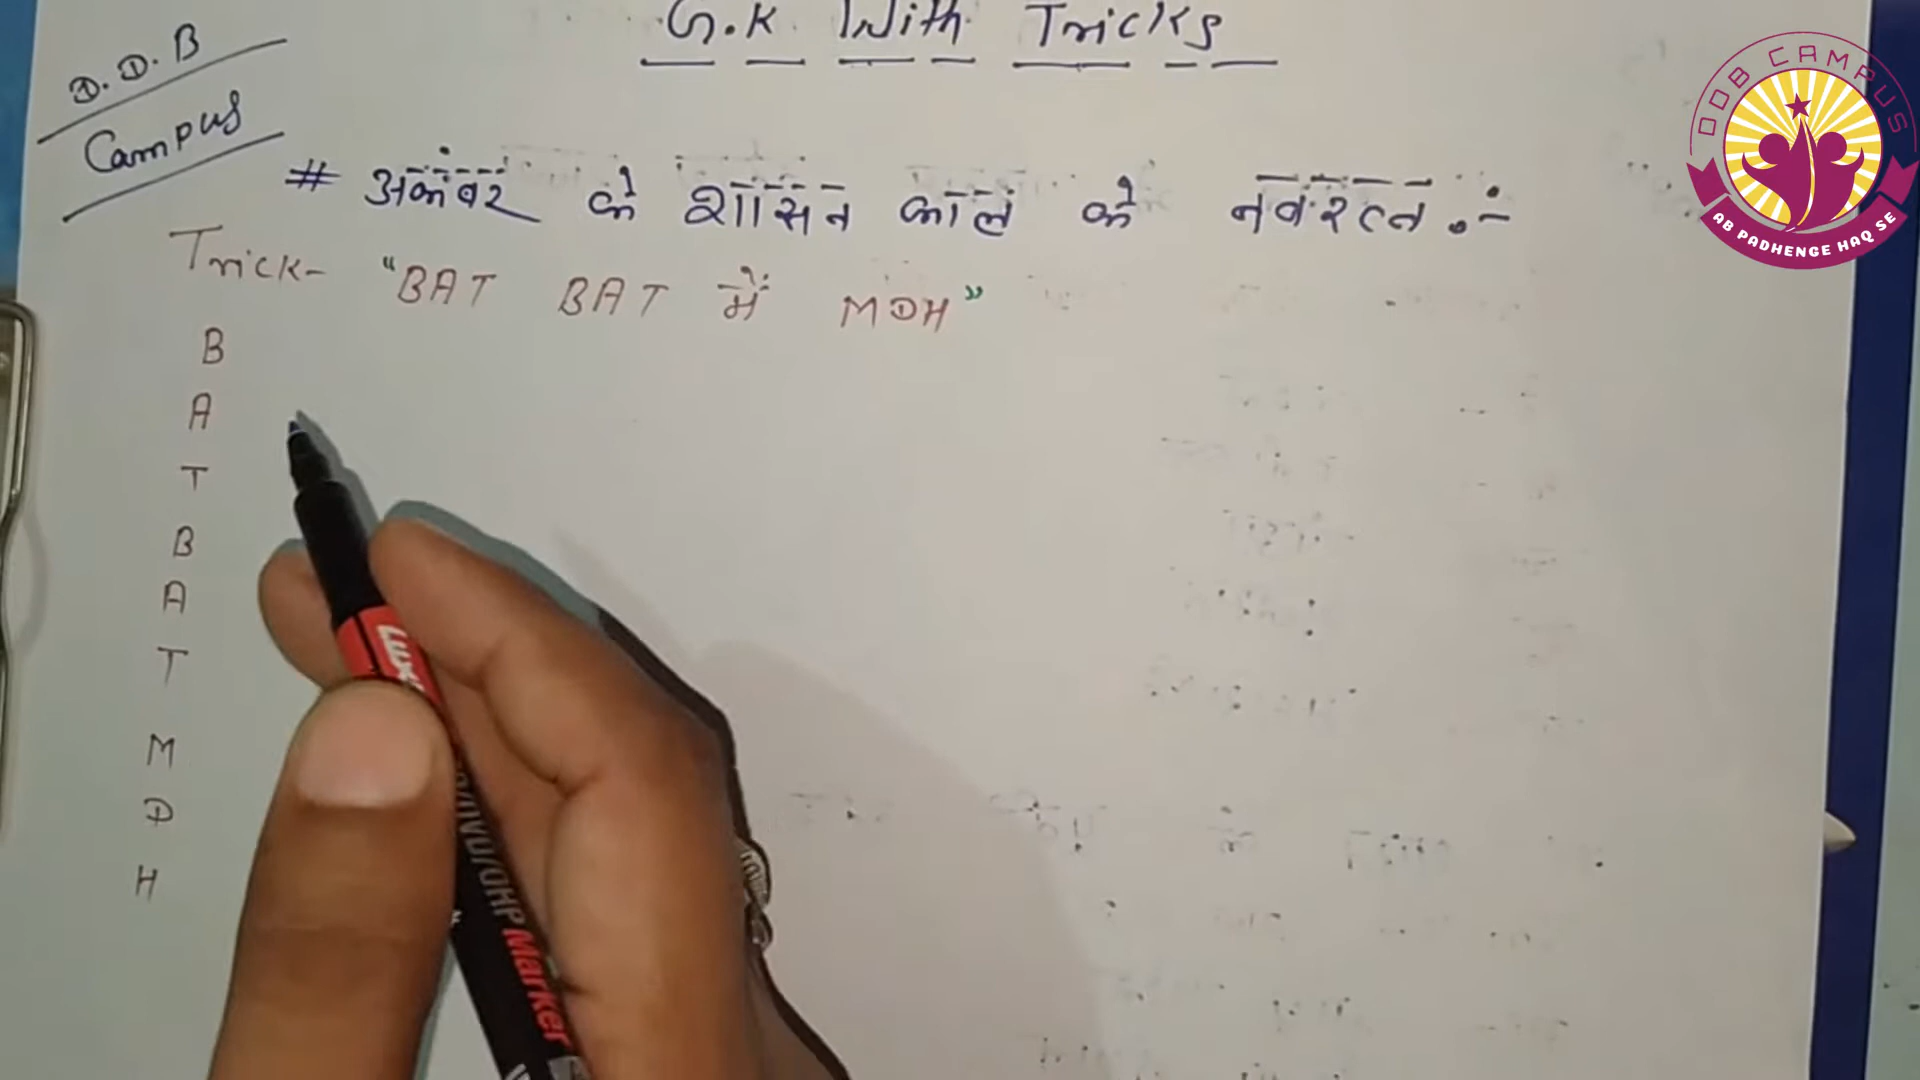 G.K With Tricks
D.D.B
Campus
# अकबर के शासन काल के नवरत्न :-
Trick- "BAT BAT में MDH"
B
A
T
B
A
T
M
D
H
DDB CAMPUS
AB PADHENGE HAQ SE
Marker